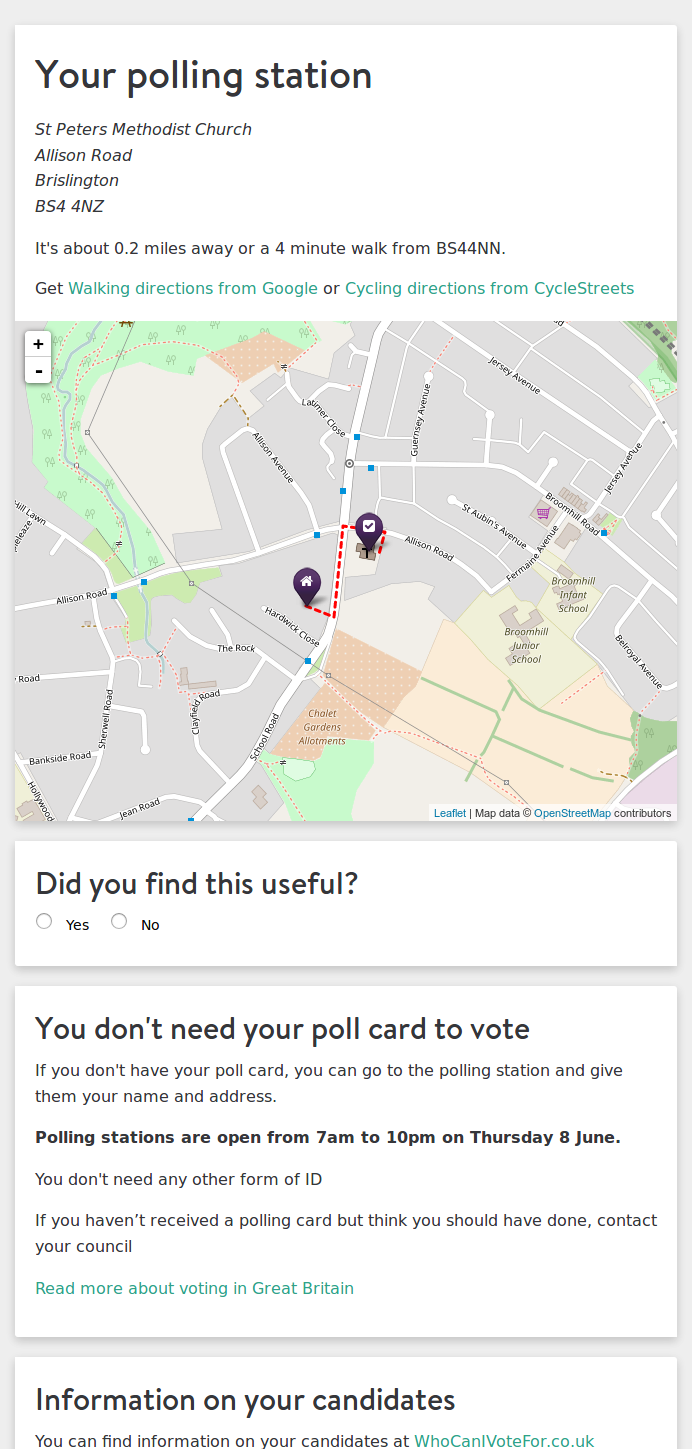 Your polling station
St Peters Methodist Church
Allison Road
Brislington
BS4 4NZ
It's about 0.2 miles away or a 4 minute walk from BS44NN.
Get Walking directions from Google or Cycling directions from CycleStreets
+
-
Jersey Avenue
Latimer Close
Guernsey Avenue
Allison Avenue
Jersey Avenue
Hill Lawn
Broomhill Road
St Aubin's Avenue
Allison Road
Fermaine Avenue
Allison Road
Broomhill
Infant
School
Hardwick Close
Broomhill
Junior
School
The Rock
Belroyal Avenue
Road
Clayfield Road
Sherwell Road
Chalet
Gardens
Allotments
School Road
Bankside Road
Hollywood
Jean Road
Leaflet | Map data © OpenStreetMap contributors
Did you find this useful?
Yes No
You don't need your poll card to vote
If you don't have your poll card, you can go to the polling station and give
them your name and address.
Polling stations are open from 7am to 10pm on Thursday 8 June.
You don't need any other form of ID
If you haven’t received a polling card but think you should have done, contact
your council
Read more about voting in Great Britain
Information on your candidates
You can find information on your candidates at WhoCanIVoteFor.co.uk